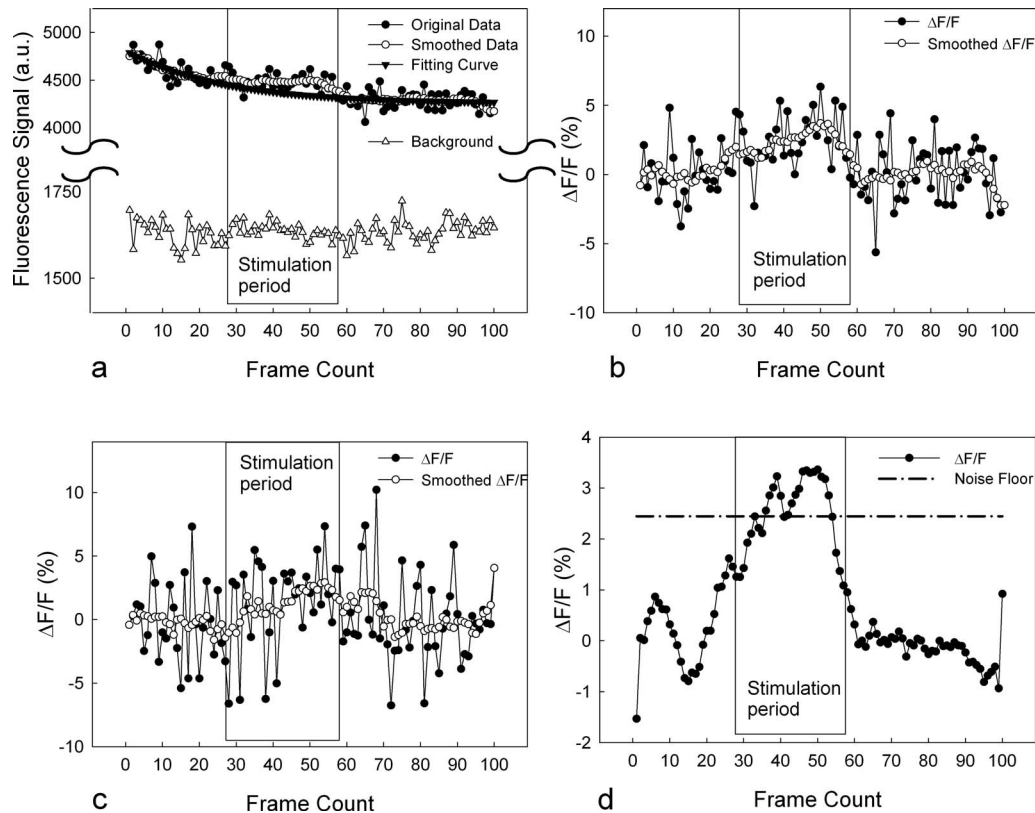 Original Data
Smoothed Data
Fitting Curve
Background
5000
4500
4000
1750
1500
Fluorescence Signal (a.u.)
Stimulation
period
0 10 20 30 40 50 60 70 80 90 100
a
Frame Count
ΔF/F
Smoothed ΔF/F
10
5
0
-5
-10
ΔF/F (%)
Stimulation
period
0 10 20 30 40 50 60 70 80 90 100
b
Frame Count
Stimulation
period
ΔF/F
Smoothed ΔF/F
10
5
0
-5
-10
ΔF/F (%)
0 10 20 30 40 50 60 70 80 90 100
c
Frame Count
ΔF/F
Noise Floor
4
3
2
1
0
-1
-2
ΔF/F (%)
Stimulation
period
0 10 20 30 40 50 60 70 80 90 100
d
Frame Count